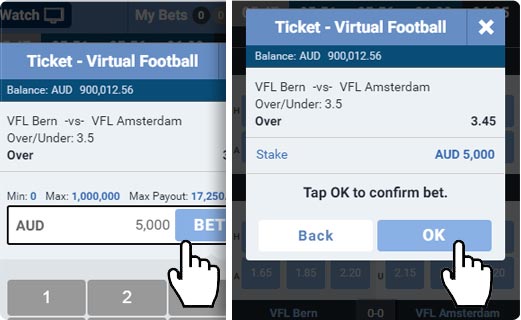 Watch My Bets 0 0
Ticket - Virtual Football
Balance: AUD 900,012.56
VFL Bern -vs- VFL Amsterdam
Over/Under: 3.5
Over 3
Min: 0 Max: 1,000,000 Max Payout: 17,250
AUD 5,000 BET
1 2
Ticket - Virtual Football X
Balance: AUD 900,012.56
VFL Bern -vs- VFL Amsterdam
Over/Under: 3.5
Over 3.45
Stake AUD 5,000
Tap OK to confirm bet.
Back OK
A 1.65 1.85 2.20 U 2.15 .20
VFL Bern 0-0 VFL Amsterdam